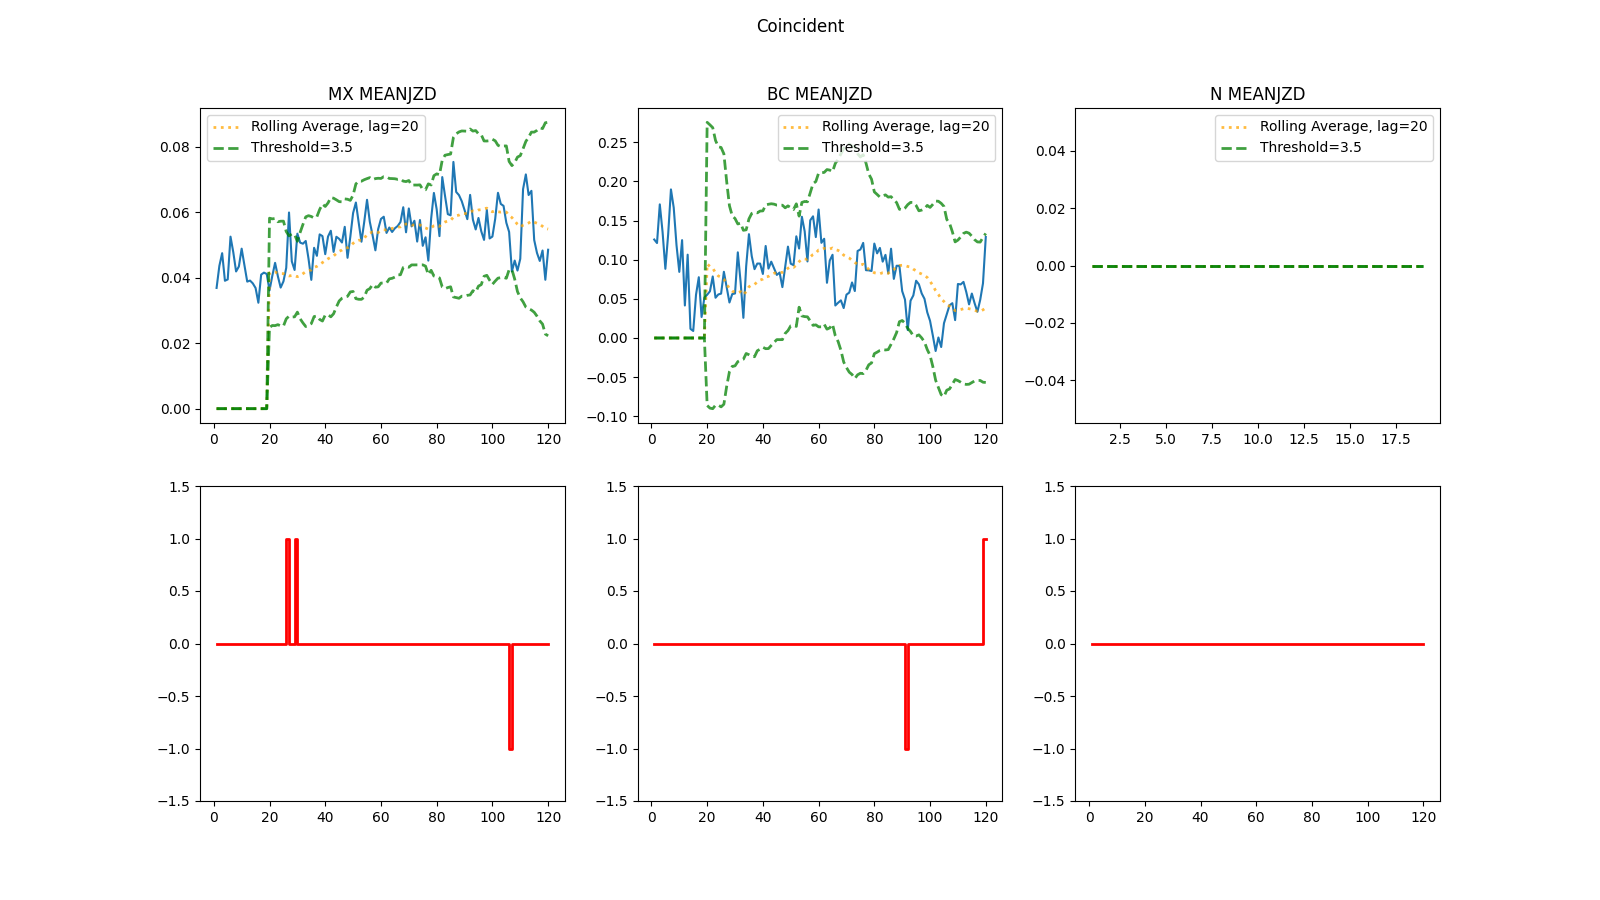 Coincident
MX MEANJZD
BC MEANJZD
N MEANJZD
Rolling Average, lag=20
Threshold=3.5
Rolling Average, lag=20
Threshold=3.5
Rolling Average, lag=20
Threshold=3.5
0.08
0.06
0.04
0.02
0.00
0 20 40 60 80 100 120
0.25
0.20
0.15
0.10
0.05
0.00
−0.05
−0.10
0 20 40 60 80 100 120
0.04
0.02
0.00
−0.02
−0.04
2.5 5.0 7.5 10.0 12.5 15.0 17.5
1.5
1.0
0.5
0.0
−0.5
−1.0
−1.5
0 20 40 60 80 100 120
1.5
1.0
0.5
0.0
−0.5
−1.0
−1.5
0 20 40 60 80 100 120
1.5
1.0
0.5
0.0
−0.5
−1.0
−1.5
0 20 40 60 80 100 120